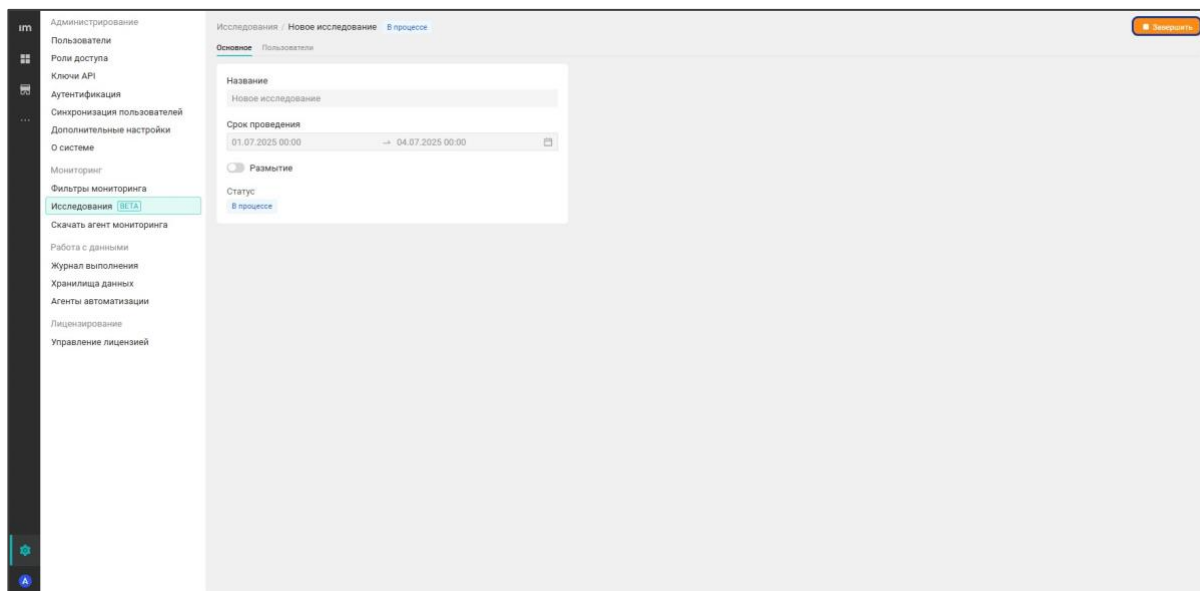 im
Администрирование
Пользователи
Роли доступа
Ключи API
Аутентификация
Синхронизация пользователей
Дополнительные настройки
О системе
Мониторинг
Фильтры мониторинга
Исследования BETA
Скачать агент мониторинга
Работа с данными
Журнал выполнения
Хранилища данных
Агенты автоматизации
Лицензирование
Управление лицензией
A
Исследования / Новое исследование В процессе
Завершить
Основное Пользователи
Название
Новое исследование
Срок проведения
01.07.2025 00:00 → 04.07.2025 00:00
Размытие
Статус
В процессе